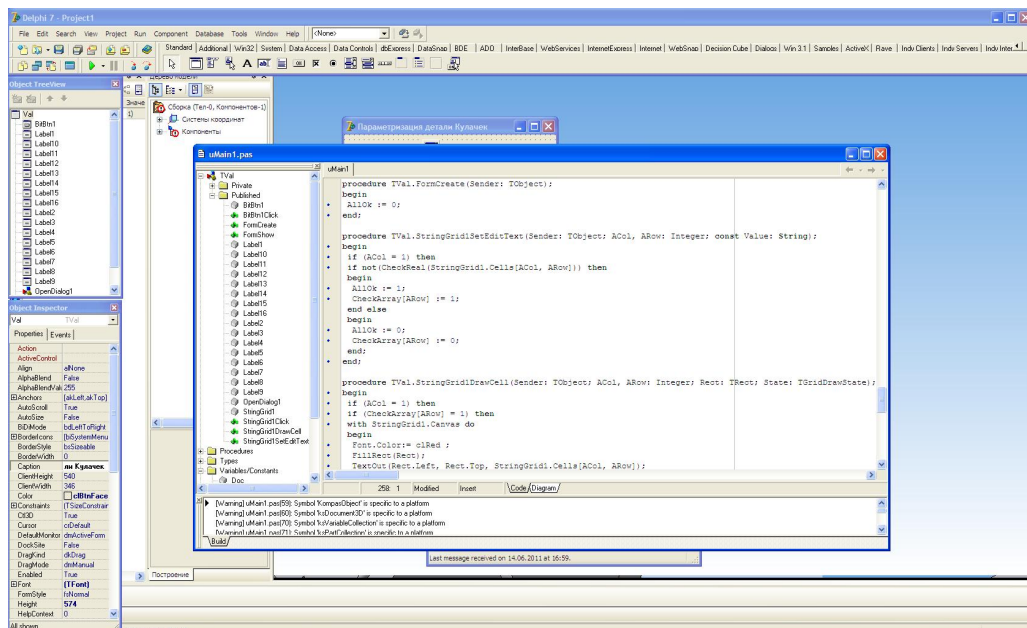 Delphi 7 - Project1
File Edit Search View Project Run Component Database Tools Window Help <None>
Standard Additional Win32 System Data Access Data Controls dbExpress DataSnap BDE ADO InterBase WebServices InternetExpress Internet WebSnap Decision Cube Dialogs Win 3.1 Samples ActiveX Rave Indy Clients Indy Servers Indy Inter
Object TreeView
Val
BitBtn1
Label1
Label10
Label11
Label12
Label13
Label14
Label15
Label16
Label2
Label3
Label4
Label5
Label6
Label7
Label8
Label9
OpenDialog1
Object Inspector
Val TVal
Properties Events
Action
ActiveControl
Align alNone
AlphaBlend False
AlphaBlendVal 255
Anchors [akLeft,akTop]
AutoScroll True
AutoSize False
BiDiMode bdLeftToRight
BorderIcons [biSystemMenu
BorderStyle bsSizeable
BorderWidth 0
Caption ли Кулачек
ClientHeight 540
ClientWidth 346
Color clBtnFace
Constraints (TSizeConstrain
Ctl3D True
Cursor crDefault
DefaultMonitor dmActiveForm
DockSite False
DragKind dkDrag
DragMode dmManual
Enabled True
Font (TFont)
FormStyle fsNormal
Height 574
HelpContext 0
All shown
Значе
1)
Сборка (Тел-0, Компонентов-1)
Системы координат
Компоненты
Построение
Параметризация детали Кулачек
uMain1.pas
TVal
Private
Published
BitBtn1
BitBtn1Click
FormCreate
FormShow
Label1
Label10
Label11
Label12
Label13
Label14
Label15
Label16
Label2
Label3
Label4
Label5
Label6
Label7
Label8
Label9
OpenDialog1
StringGrid1
StringGrid1Click
StringGrid1DrawCell
StringGrid1SetEditText
Procedures
Types
Variables/Constants
Doc
uMain1
procedure TVal.FormCreate(Sender: TObject);
begin
AllOk := 0;
end;
procedure TVal.StringGrid1SetEditText(Sender: TObject; ACol, ARow: Integer; const Value: String);
begin
if (ACol = 1) then
if not(CheckReal(StringGrid1.Cells[ACol, ARow])) then
begin
AllOk := 1;
CheckArray[ARow] := 1;
end else
begin
AllOk := 0;
CheckArray[ARow] := 0;
end;
end;
procedure TVal.StringGrid1DrawCell(Sender: TObject; ACol, ARow: Integer; Rect: TRect; State: TGridDrawState);
begin
if (ACol = 1) then
if (CheckArray[ARow] = 1) then
with StringGrid1.Canvas do
begin
Font.Color:= clRed ;
FillRect(Rect);
TextOut(Rect.Left, Rect.Top, StringGrid1.Cells[ACol, ARow]);
258: 1 Modified Insert Code Diagram
[Warning] uMain1.pas(59): Symbol 'KompasObject' is specific to a platform
[Warning] uMain1.pas(60): Symbol 'ksDocument3D' is specific to a platform
[Warning] uMain1.pas(70): Symbol 'ksVariableCollection' is specific to a platform
[Warning] uMain1.pas(71): Symbol 'ksPartCollection' is specific to a platform
Build
Last message received on 14.06.2011 at 16:59.